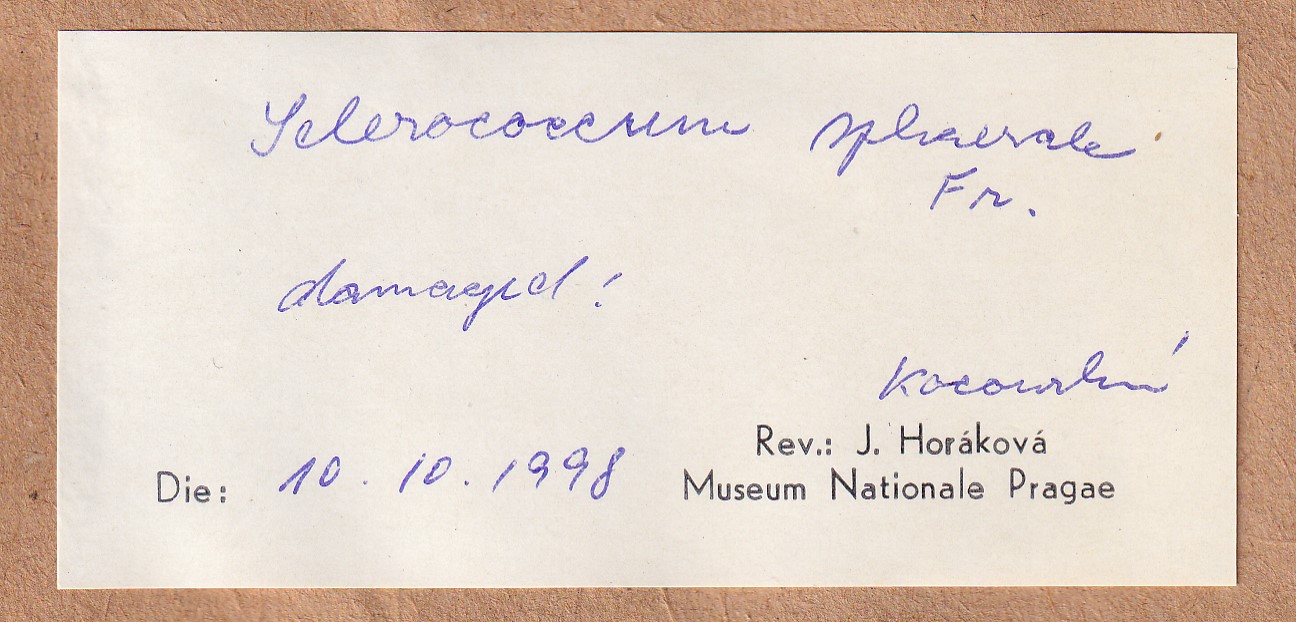 Sclerococcum sphaerale
Fr.
damaged!
Kocourková
Rev.: J. Horáková
Museum Nationale Pragae
Die: 10. 10. 1998